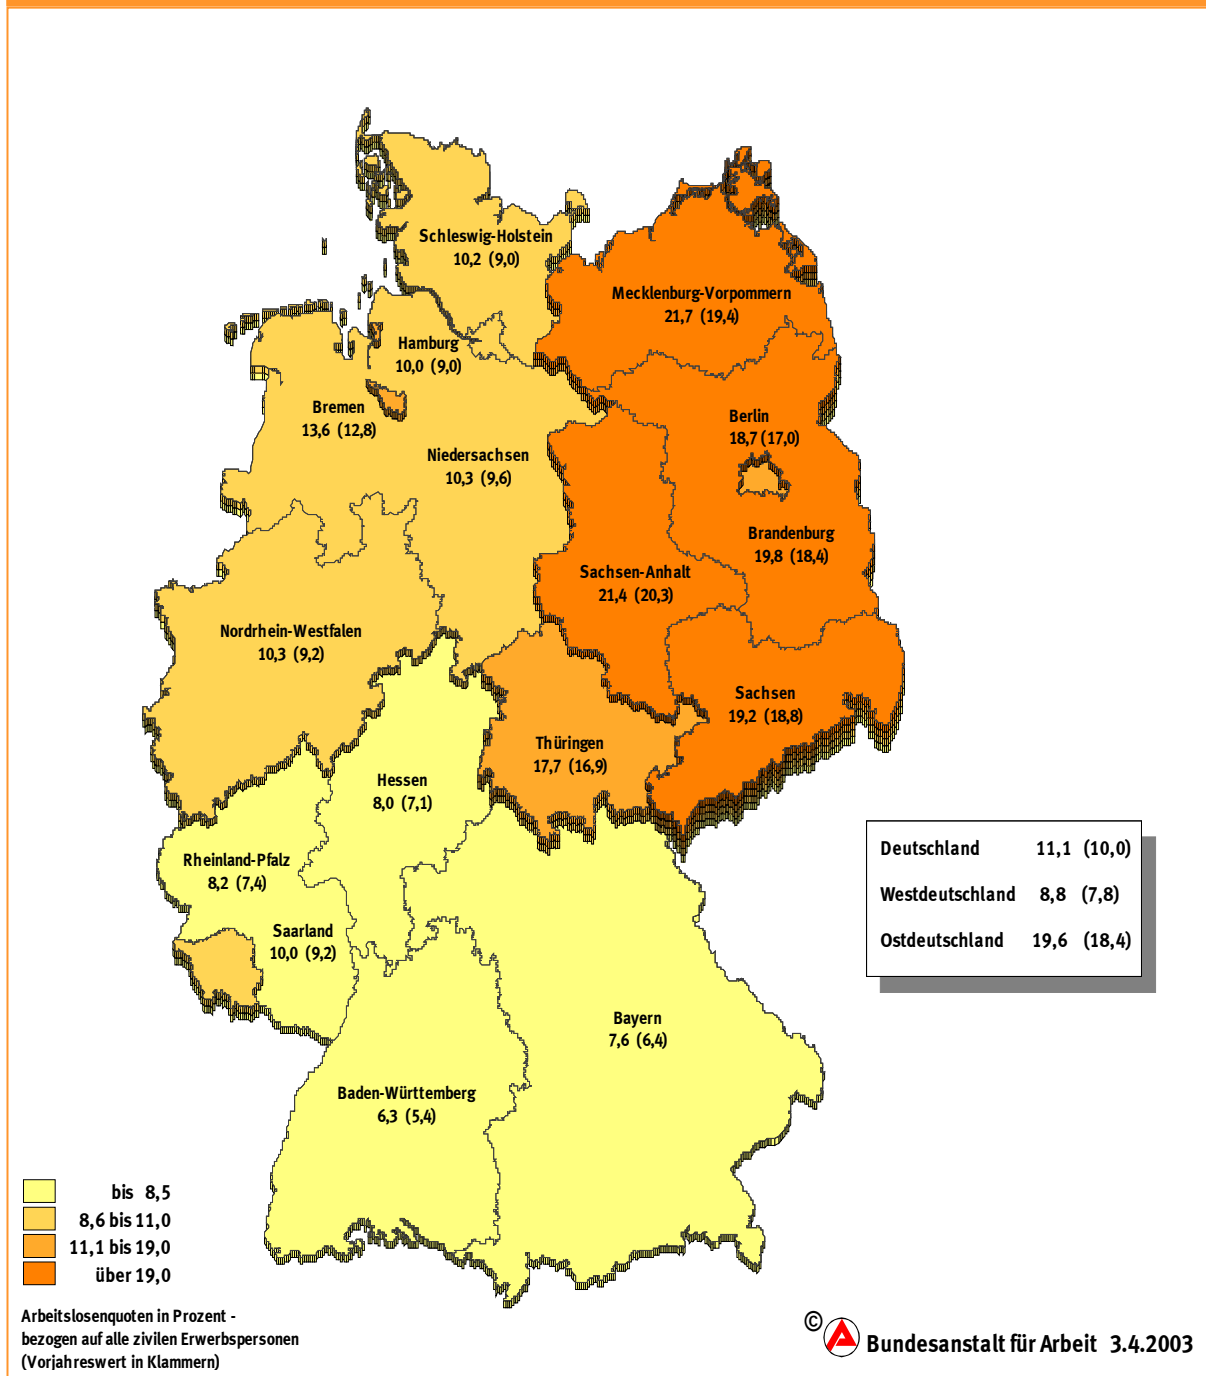 Schleswig-Holstein
10,2 (9,0)
Mecklenburg-Vorpommern
21,7 (19,4)
Hamburg
10,0 (9,0)
Bremen
13,6 (12,8)
Berlin
18,7 (17,0)
Niedersachsen
10,3 (9,6)
Brandenburg
19,8 (18,4)
Sachsen-Anhalt
21,4 (20,3)
Nordrhein-Westfalen
10,3 (9,2)
Sachsen
19,2 (18,8)
Thüringen
17,7 (16,9)
Hessen
8,0 (7,1)
Rheinland-Pfalz
8,2 (7,4)
Saarland
10,0 (9,2)
Bayern
7,6 (6,4)
Baden-Württemberg
6,3 (5,4)
Deutschland 11,1 (10,0)
Westdeutschland 8,8 (7,8)
Ostdeutschland 19,6 (18,4)
bis 8,5
8,6 bis 11,0
11,1 bis 19,0
über 19,0
Arbeitslosenquoten in Prozent -
bezogen auf alle zivilen Erwerbspersonen
(Vorjahreswert in Klammern)
© Bundesanstalt für Arbeit 3.4.2003